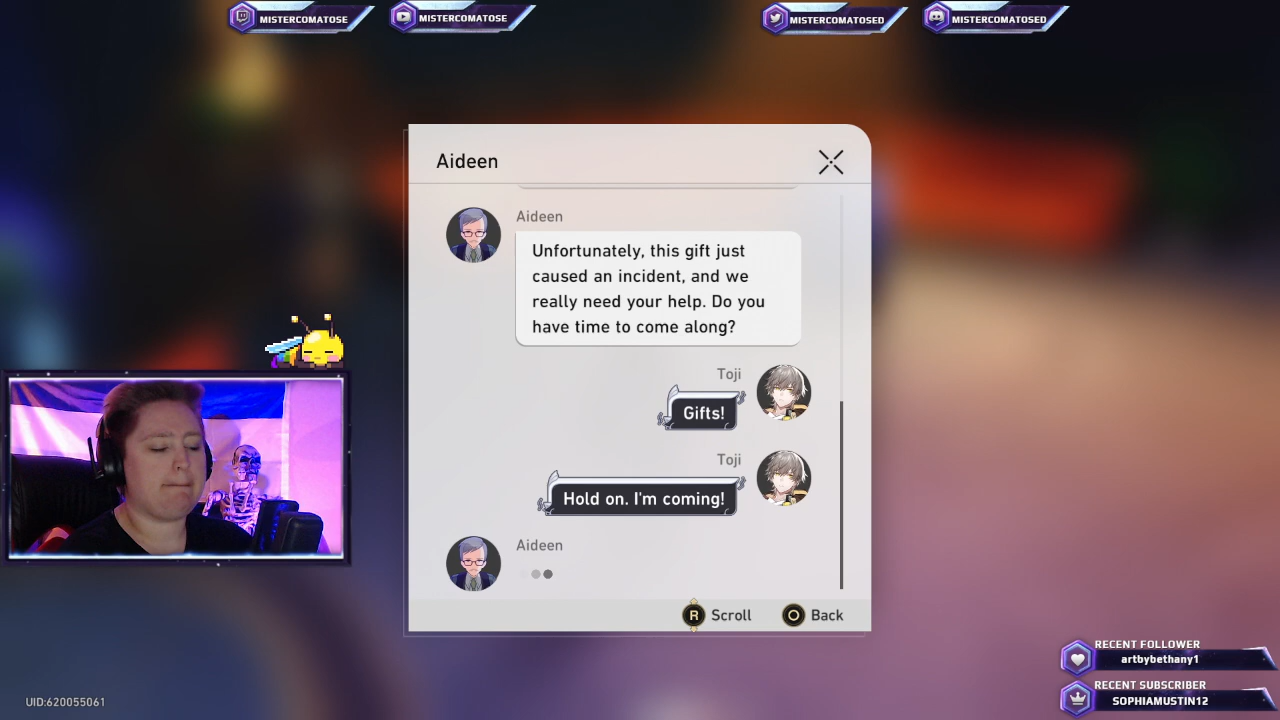 MISTERCOMATOSE
MISTERCOMATOSE
MISTERCOMATOSED
MISTERCOMATOSED
Aideen
Aideen
Unfortunately, this gift just
caused an incident, and we
really need your help. Do you
have time to come along?
Toji
Gifts!
Toji
Hold on. I'm coming!
Aideen
R Scroll
Back
RECENT FOLLOWER
artbybethany1
RECENT SUBSCRIBER
SOPHIAMUSTIN12
UID:620055061